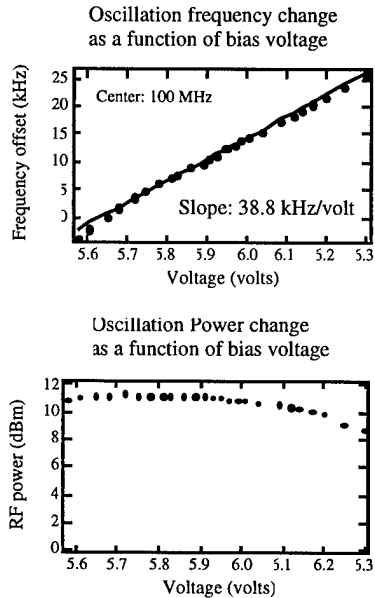 Oscillation frequency change
as a function of bias voltage
Frequency offset (kHz)
25
20
15
10
5
0
Center: 100 MHz
Slope: 38.8 kHz/volt
5.6 5.7 5.8 5.9 6.0 6.1 6.2 5.3
Voltage (volts)
Oscillation Power change
as a function of bias voltage
RF power (dBm)
12
10
8
6
4
2
0
5.6 5.7 5.8 5.9 6.0 6.1 6.2 5.3
Voltage (volts)